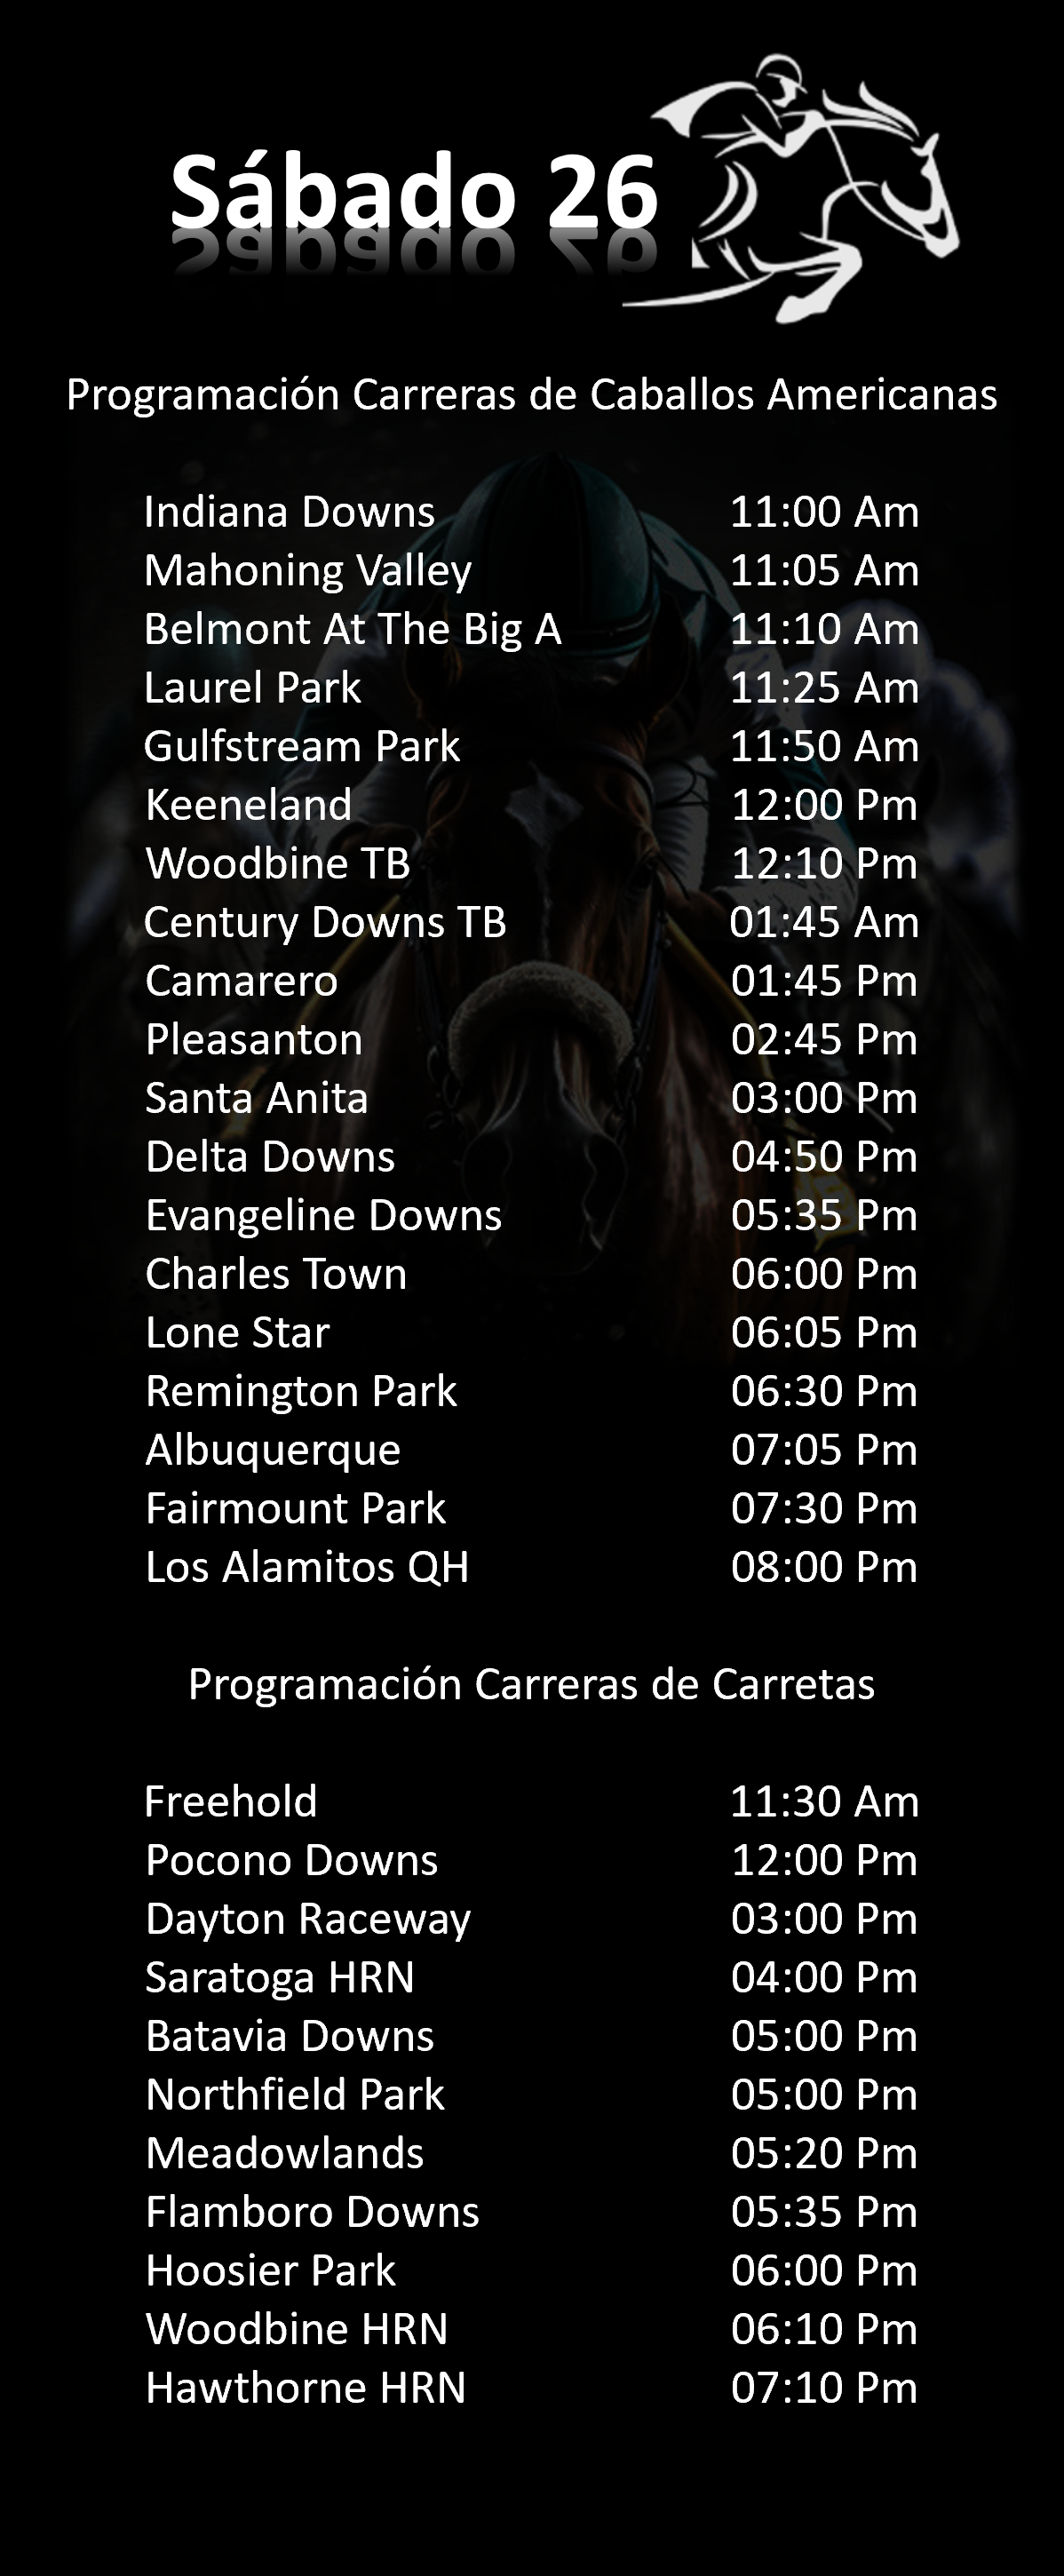 Sábado 26
Programación Carreras de Caballos Americanas
Indiana Downs 11:00 Am
Mahoning Valley 11:05 Am
Belmont At The Big A 11:10 Am
Laurel Park 11:25 Am
Gulfstream Park 11:50 Am
Keeneland 12:00 Pm
Woodbine TB 12:10 Pm
Century Downs TB 01:45 Am
Camarero 01:45 Pm
Pleasanton 02:45 Pm
Santa Anita 03:00 Pm
Delta Downs 04:50 Pm
Evangeline Downs 05:35 Pm
Charles Town 06:00 Pm
Lone Star 06:05 Pm
Remington Park 06:30 Pm
Albuquerque 07:05 Pm
Fairmount Park 07:30 Pm
Los Alamitos QH 08:00 Pm
Programación Carreras de Carretas
Freehold 11:30 Am
Pocono Downs 12:00 Pm
Dayton Raceway 03:00 Pm
Saratoga HRN 04:00 Pm
Batavia Downs 05:00 Pm
Northfield Park 05:00 Pm
Meadowlands 05:20 Pm
Flamboro Downs 05:35 Pm
Hoosier Park 06:00 Pm
Woodbine HRN 06:10 Pm
Hawthorne HRN 07:10 Pm